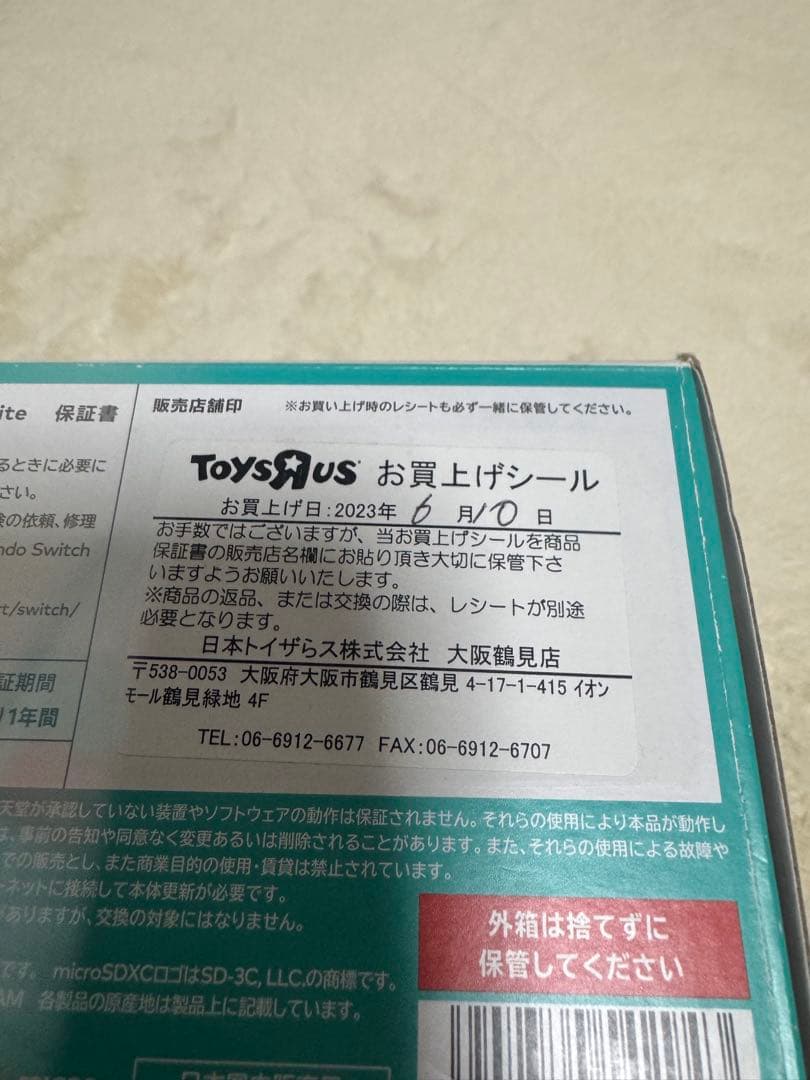 ite 保証書
るときに必要に
さい。
険の依頼、修理
ndo Switch
rt/switch/
証期間
り1年間
販売店舗印 ※お買い上げ時のレシートも必ず一緒に保管してください。
TOYSЯUS お買上げシール
お買上げ日:2023年 6 月10 日
お手数ではございますが、当お買上げシールを商品
保証書の販売店名欄にお貼り頂き大切に保管下さ
いますようお願いいたします。
※商品の返品、または交換の際は、レシートが別途
必要となります。
日本トイザらス株式会社 大阪鶴見店
〒538-0053 大阪府大阪市鶴見区鶴見 4-17-1-415 イオン
モール鶴見緑地 4F
TEL:06-6912-6677 FAX:06-6912-6707
天堂が承認していない装置やソフトウェアの動作は保証されません。それらの使用により本品が動作し
は、事前の告知や同意なく変更あるいは削除されることがあります。また、それらの使用による故障や
での販売とし、また商業目的の使用・賃貸は禁止されています。
ーネットに接続して本体更新が必要です。
がありますが、交換の対象にはなりません。
です。 microSDXCロゴはSD-3C, LLC.の商標です。
AM 各製品の原産地は製品上に記載しています。
外箱は捨てずに
保管してください